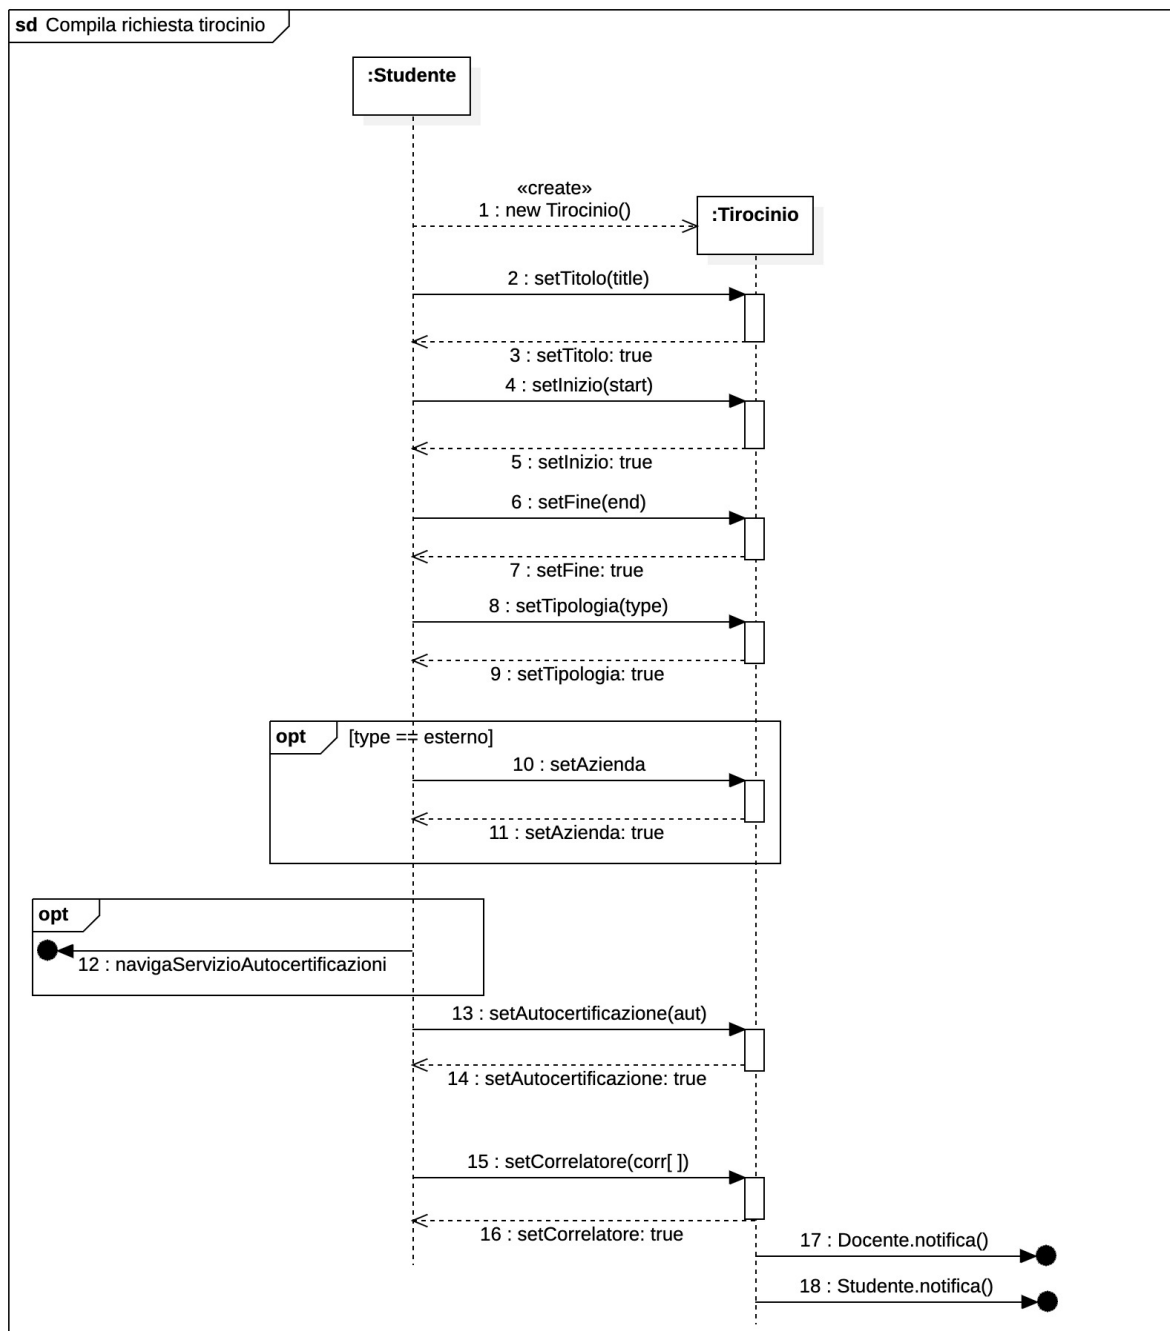 sd Compila richiesta tirocinio
:Studente
«create»
1 : new Tirocinio()
:Tirocinio
2 : setTitolo(title)
3 : setTitolo: true
4 : setInizio(start)
5 : setInizio: true
6 : setFine(end)
7 : setFine: true
8 : setTipologia(type)
9 : setTipologia: true
opt [type == esterno]
10 : setAzienda
11 : setAzienda: true
opt
12 : navigaServizioAutocertificazioni
13 : setAutocertificazione(aut)
14 : setAutocertificazione: true
15 : setCorrelatore(corr[ ])
16 : setCorrelatore: true
17 : Docente.notifica()
18 : Studente.notifica()